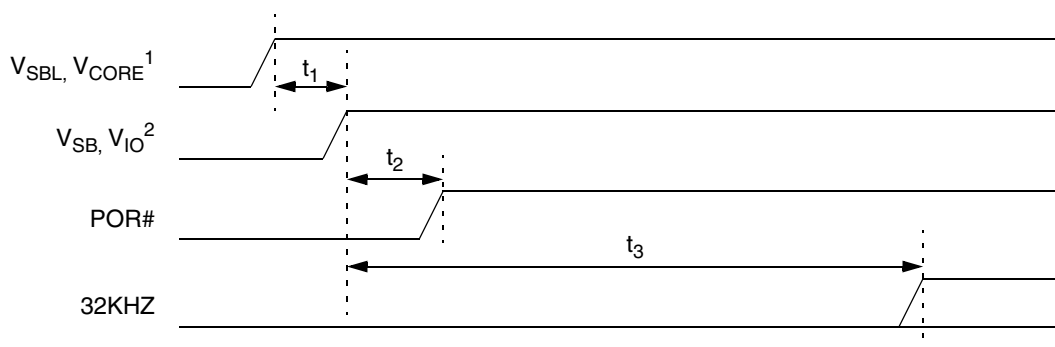 V_SBL, V_CORE^1
t_1
V_SB, V_IO^2
t_2
POR#
t_3
32KHZ